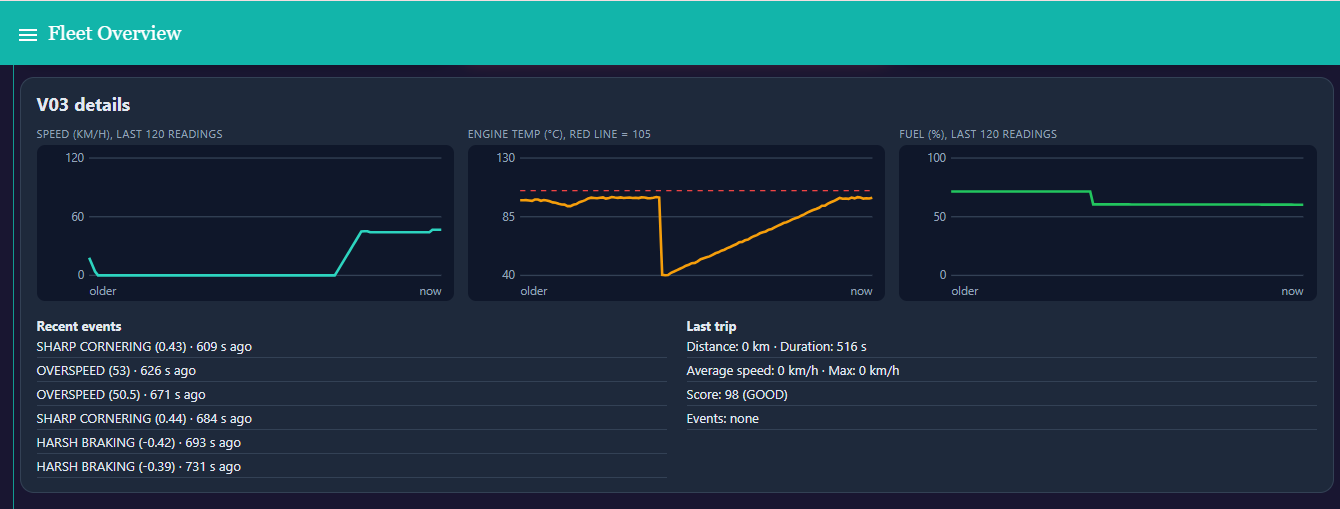 Fleet Overview
V03 details
SPEED (KM/H), LAST 120 READINGS
120
60
0
older
now
ENGINE TEMP (°C), RED LINE = 105
130
85
40
older
now
FUEL (%), LAST 120 READINGS
100
50
0
older
now
Recent events
SHARP CORNERING (0.43) · 609 s ago
OVERSPEED (53) · 626 s ago
OVERSPEED (50.5) · 671 s ago
SHARP CORNERING (0.44) · 684 s ago
HARSH BRAKING (-0.42) · 693 s ago
HARSH BRAKING (-0.39) · 731 s ago
Last trip
Distance: 0 km · Duration: 516 s
Average speed: 0 km/h · Max: 0 km/h
Score: 98 (GOOD)
Events: none